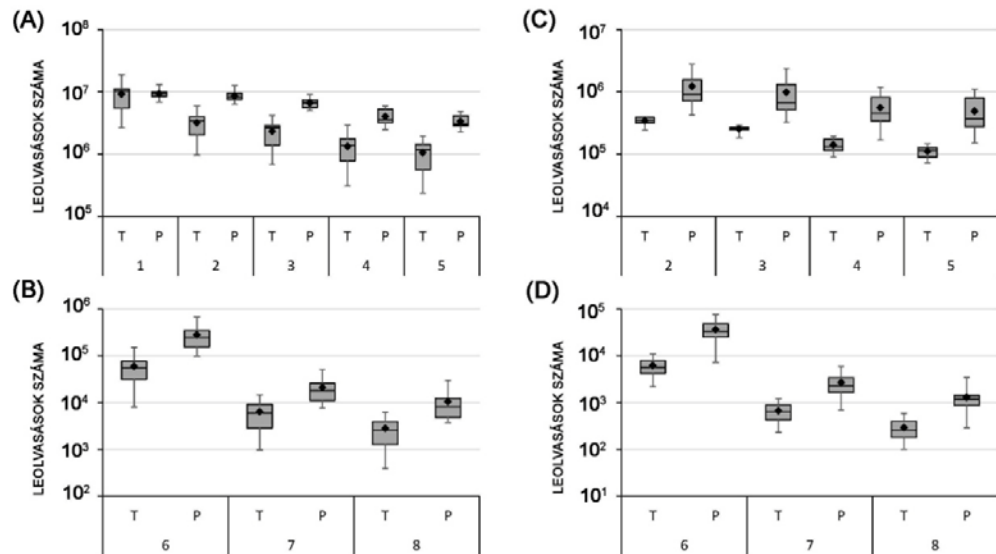 (A)
LEOLVASÁSOK SZÁMA
10⁸
10⁷
10⁶
10⁵
T P T P T P T P T P
1 2 3 4 5
(C)
LEOLVASÁSOK SZÁMA
10⁷
10⁶
10⁵
10⁴
T P T P T P T P
2 3 4 5
(B)
LEOLVASÁSOK SZÁMA
10⁶
10⁵
10⁴
10³
10²
T P T P T P
6 7 8
(D)
LEOLVASÁSOK SZÁMA
10⁵
10⁴
10³
10²
10¹
T P T P T P
6 7 8